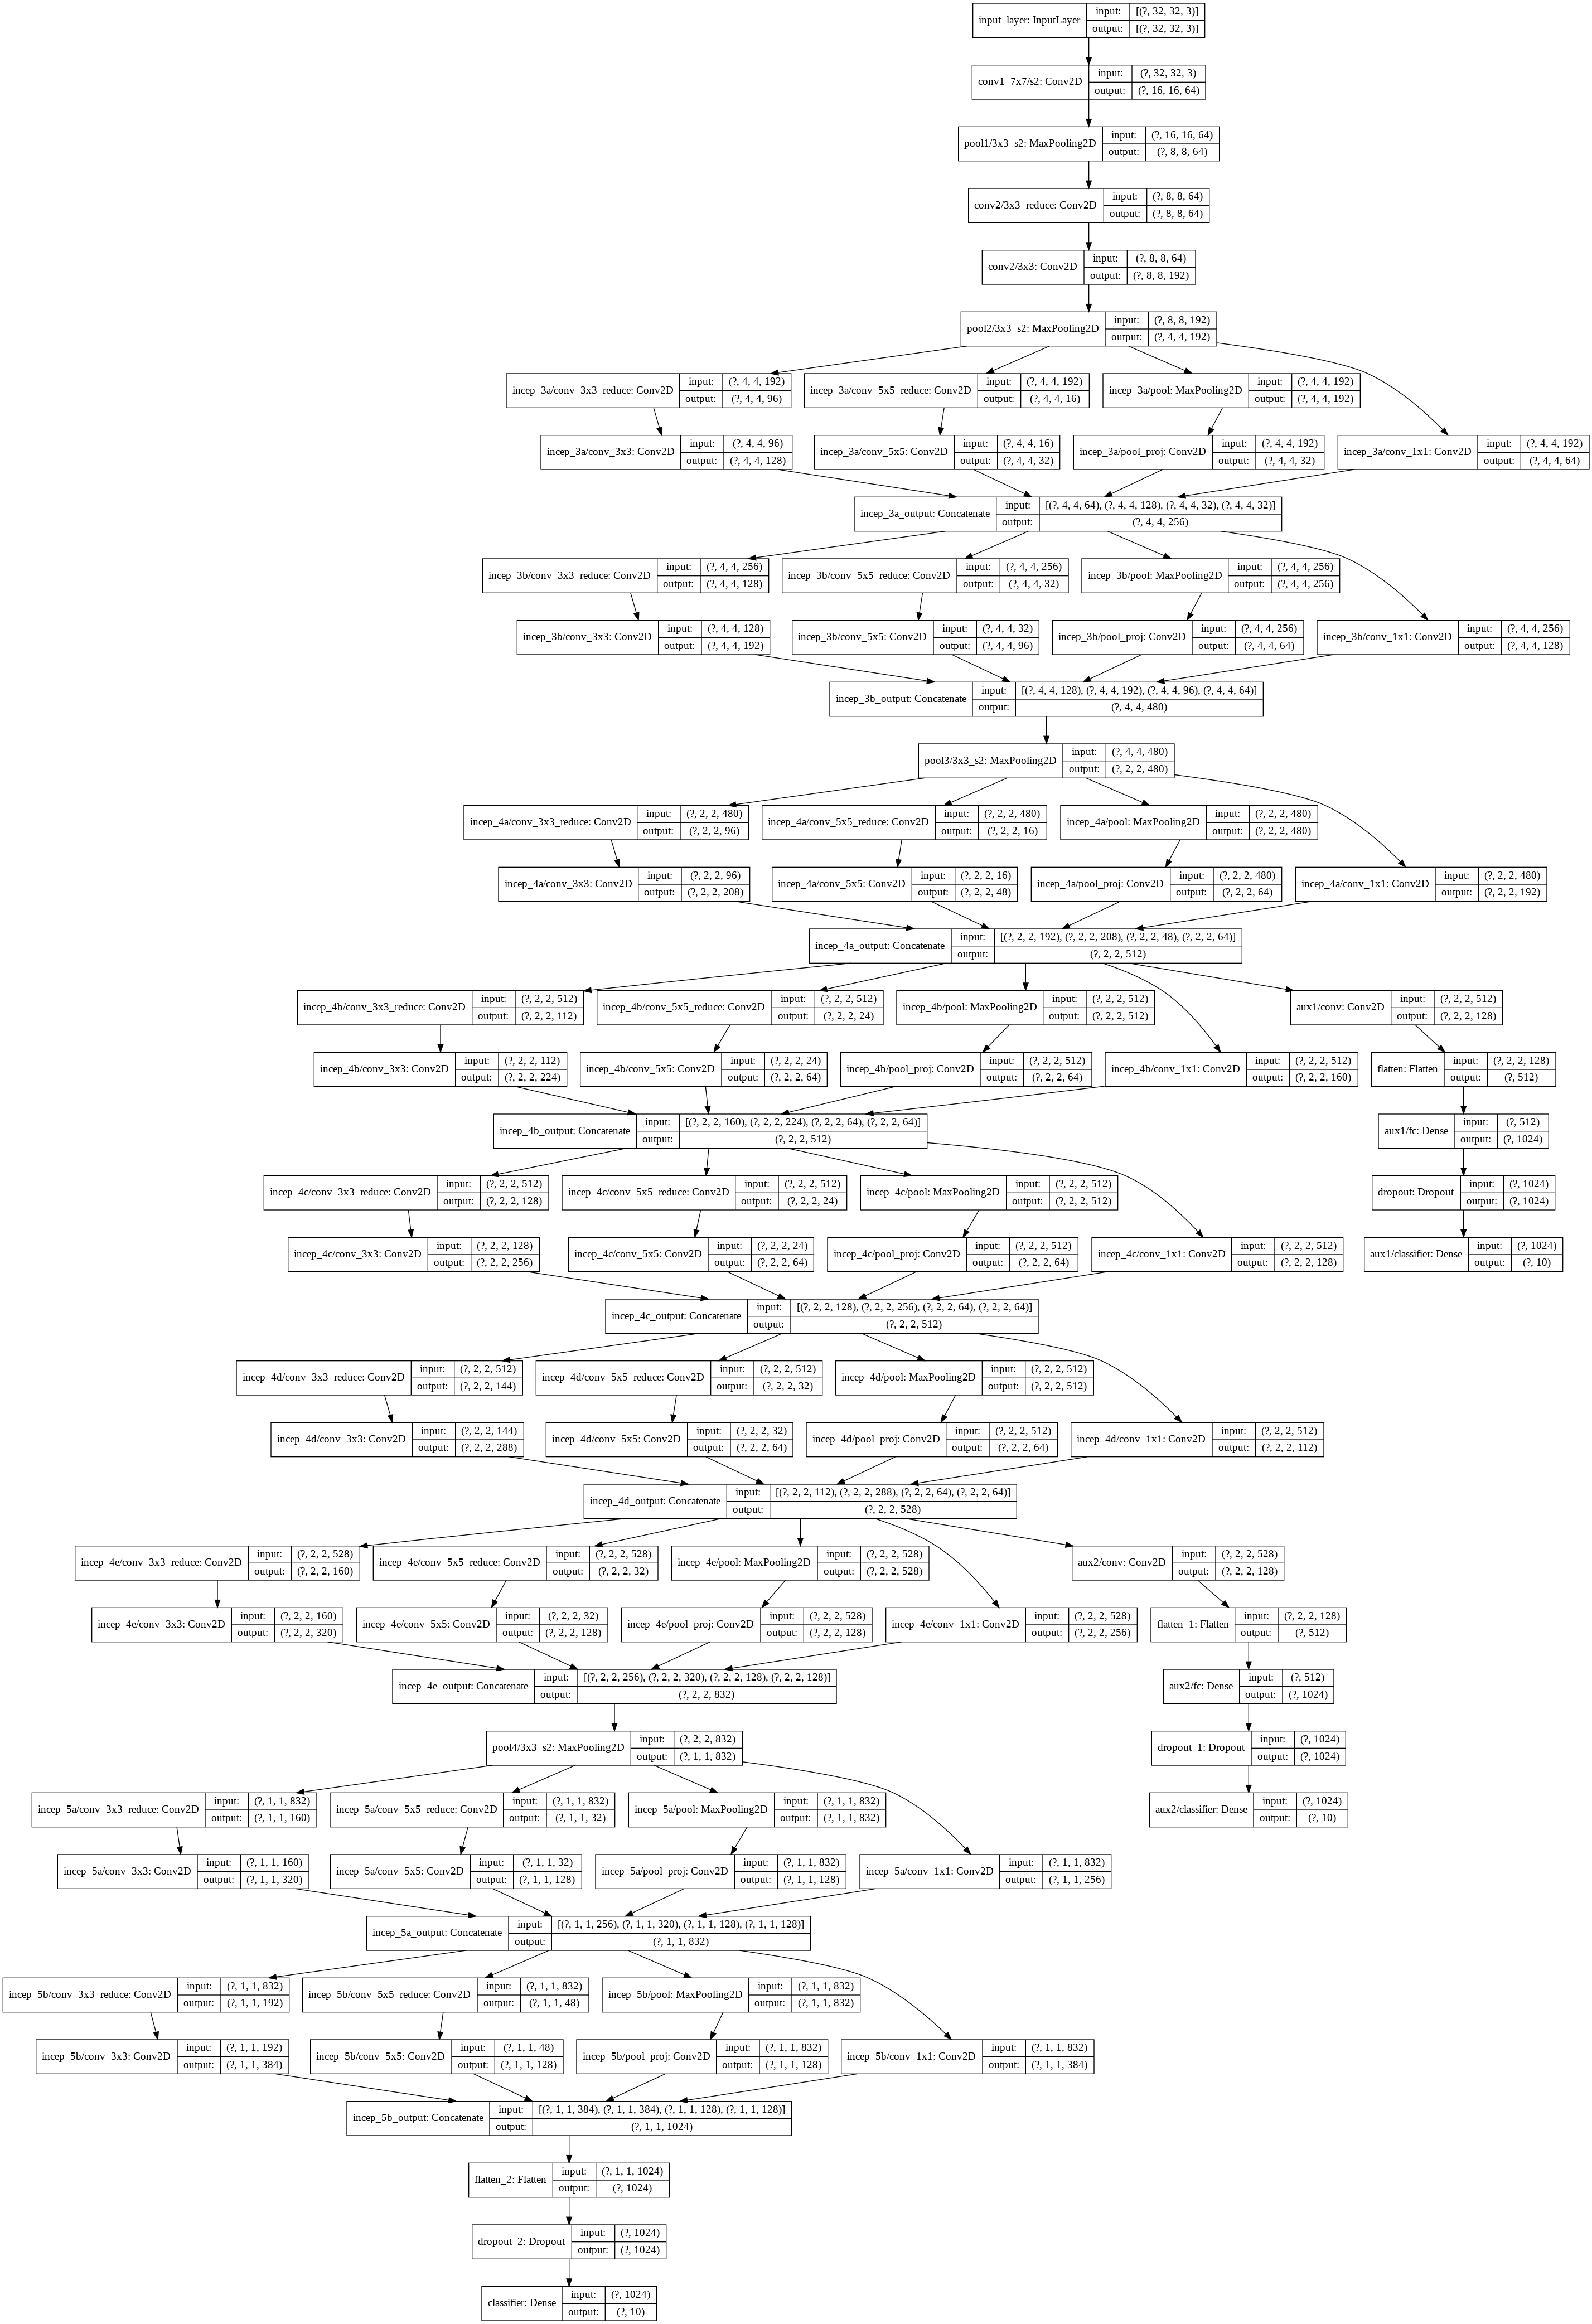 input_layer: InputLayer input: [(?, 32, 32, 3)]
output: [(?, 32, 32, 3)]
conv1_7x7/s2: Conv2D input: (?, 32, 32, 3)
output: (?, 16, 16, 64)
pool1/3x3_s2: MaxPooling2D input: (?, 16, 16, 64)
output: (?, 8, 8, 64)
conv2/3x3_reduce: Conv2D input: (?, 8, 8, 64)
output: (?, 8, 8, 64)
conv2/3x3: Conv2D input: (?, 8, 8, 64)
output: (?, 8, 8, 192)
pool2/3x3_s2: MaxPooling2D input: (?, 8, 8, 192)
output: (?, 4, 4, 192)
incep_3a/conv_3x3_reduce: Conv2D input: (?, 4, 4, 192)
output: (?, 4, 4, 96)
incep_3a/conv_5x5_reduce: Conv2D input: (?, 4, 4, 192)
output: (?, 4, 4, 16)
incep_3a/pool: MaxPooling2D input: (?, 4, 4, 192)
output: (?, 4, 4, 192)
incep_3a/conv_3x3: Conv2D input: (?, 4, 4, 96)
output: (?, 4, 4, 128)
incep_3a/conv_5x5: Conv2D input: (?, 4, 4, 16)
output: (?, 4, 4, 32)
incep_3a/pool_proj: Conv2D input: (?, 4, 4, 192)
output: (?, 4, 4, 32)
incep_3a/conv_1x1: Conv2D input: (?, 4, 4, 192)
output: (?, 4, 4, 64)
incep_3a_output: Concatenate input: [(?, 4, 4, 64), (?, 4, 4, 128), (?, 4, 4, 32), (?, 4, 4, 32)]
output: (?, 4, 4, 256)
incep_3b/conv_3x3_reduce: Conv2D input: (?, 4, 4, 256)
output: (?, 4, 4, 128)
incep_3b/conv_5x5_reduce: Conv2D input: (?, 4, 4, 256)
output: (?, 4, 4, 32)
incep_3b/pool: MaxPooling2D input: (?, 4, 4, 256)
output: (?, 4, 4, 256)
incep_3b/conv_3x3: Conv2D input: (?, 4, 4, 128)
output: (?, 4, 4, 192)
incep_3b/conv_5x5: Conv2D input: (?, 4, 4, 32)
output: (?, 4, 4, 96)
incep_3b/pool_proj: Conv2D input: (?, 4, 4, 256)
output: (?, 4, 4, 64)
incep_3b/conv_1x1: Conv2D input: (?, 4, 4, 256)
output: (?, 4, 4, 128)
incep_3b_output: Concatenate input: [(?, 4, 4, 128), (?, 4, 4, 192), (?, 4, 4, 96), (?, 4, 4, 64)]
output: (?, 4, 4, 480)
pool3/3x3_s2: MaxPooling2D input: (?, 4, 4, 480)
output: (?, 2, 2, 480)
incep_4a/conv_3x3_reduce: Conv2D input: (?, 2, 2, 480)
output: (?, 2, 2, 96)
incep_4a/conv_5x5_reduce: Conv2D input: (?, 2, 2, 480)
output: (?, 2, 2, 16)
incep_4a/pool: MaxPooling2D input: (?, 2, 2, 480)
output: (?, 2, 2, 480)
incep_4a/conv_3x3: Conv2D input: (?, 2, 2, 96)
output: (?, 2, 2, 208)
incep_4a/conv_5x5: Conv2D input: (?, 2, 2, 16)
output: (?, 2, 2, 48)
incep_4a/pool_proj: Conv2D input: (?, 2, 2, 480)
output: (?, 2, 2, 64)
incep_4a/conv_1x1: Conv2D input: (?, 2, 2, 480)
output: (?, 2, 2, 192)
incep_4a_output: Concatenate input: [(?, 2, 2, 192), (?, 2, 2, 208), (?, 2, 2, 48), (?, 2, 2, 64)]
output: (?, 2, 2, 512)
incep_4b/conv_3x3_reduce: Conv2D input: (?, 2, 2, 512)
output: (?, 2, 2, 112)
incep_4b/conv_5x5_reduce: Conv2D input: (?, 2, 2, 512)
output: (?, 2, 2, 24)
incep_4b/pool: MaxPooling2D input: (?, 2, 2, 512)
output: (?, 2, 2, 512)
aux1/conv: Conv2D input: (?, 2, 2, 512)
output: (?, 2, 2, 128)
incep_4b/conv_3x3: Conv2D input: (?, 2, 2, 112)
output: (?, 2, 2, 224)
incep_4b/conv_5x5: Conv2D input: (?, 2, 2, 24)
output: (?, 2, 2, 64)
incep_4b/pool_proj: Conv2D input: (?, 2, 2, 512)
output: (?, 2, 2, 64)
incep_4b/conv_1x1: Conv2D input: (?, 2, 2, 512)
output: (?, 2, 2, 160)
flatten: Flatten input: (?, 2, 2, 128)
output: (?, 512)
incep_4b_output: Concatenate input: [(?, 2, 2, 160), (?, 2, 2, 224), (?, 2, 2, 64), (?, 2, 2, 64)]
output: (?, 2, 2, 512)
aux1/fc: Dense input: (?, 512)
output: (?, 1024)
incep_4c/conv_3x3_reduce: Conv2D input: (?, 2, 2, 512)
output: (?, 2, 2, 128)
incep_4c/conv_5x5_reduce: Conv2D input: (?, 2, 2, 512)
output: (?, 2, 2, 24)
incep_4c/pool: MaxPooling2D input: (?, 2, 2, 512)
output: (?, 2, 2, 512)
dropout: Dropout input: (?, 1024)
output: (?, 1024)
incep_4c/conv_3x3: Conv2D input: (?, 2, 2, 128)
output: (?, 2, 2, 256)
incep_4c/conv_5x5: Conv2D input: (?, 2, 2, 24)
output: (?, 2, 2, 64)
incep_4c/pool_proj: Conv2D input: (?, 2, 2, 512)
output: (?, 2, 2, 64)
incep_4c/conv_1x1: Conv2D input: (?, 2, 2, 512)
output: (?, 2, 2, 128)
aux1/classifier: Dense input: (?, 1024)
output: (?, 10)
incep_4c_output: Concatenate input: [(?, 2, 2, 128), (?, 2, 2, 256), (?, 2, 2, 64), (?, 2, 2, 64)]
output: (?, 2, 2, 512)
incep_4d/conv_3x3_reduce: Conv2D input: (?, 2, 2, 512)
output: (?, 2, 2, 144)
incep_4d/conv_5x5_reduce: Conv2D input: (?, 2, 2, 512)
output: (?, 2, 2, 32)
incep_4d/pool: MaxPooling2D input: (?, 2, 2, 512)
output: (?, 2, 2, 512)
incep_4d/conv_3x3: Conv2D input: (?, 2, 2, 144)
output: (?, 2, 2, 288)
incep_4d/conv_5x5: Conv2D input: (?, 2, 2, 32)
output: (?, 2, 2, 64)
incep_4d/pool_proj: Conv2D input: (?, 2, 2, 512)
output: (?, 2, 2, 64)
incep_4d/conv_1x1: Conv2D input: (?, 2, 2, 512)
output: (?, 2, 2, 112)
incep_4d_output: Concatenate input: [(?, 2, 2, 112), (?, 2, 2, 288), (?, 2, 2, 64), (?, 2, 2, 64)]
output: (?, 2, 2, 528)
incep_4e/conv_3x3_reduce: Conv2D input: (?, 2, 2, 528)
output: (?, 2, 2, 160)
incep_4e/conv_5x5_reduce: Conv2D input: (?, 2, 2, 528)
output: (?, 2, 2, 32)
incep_4e/pool: MaxPooling2D input: (?, 2, 2, 528)
output: (?, 2, 2, 528)
aux2/conv: Conv2D input: (?, 2, 2, 528)
output: (?, 2, 2, 128)
incep_4e/conv_3x3: Conv2D input: (?, 2, 2, 160)
output: (?, 2, 2, 320)
incep_4e/conv_5x5: Conv2D input: (?, 2, 2, 32)
output: (?, 2, 2, 128)
incep_4e/pool_proj: Conv2D input: (?, 2, 2, 528)
output: (?, 2, 2, 128)
incep_4e/conv_1x1: Conv2D input: (?, 2, 2, 528)
output: (?, 2, 2, 256)
flatten_1: Flatten input: (?, 2, 2, 128)
output: (?, 512)
incep_4e_output: Concatenate input: [(?, 2, 2, 256), (?, 2, 2, 320), (?, 2, 2, 128), (?, 2, 2, 128)]
output: (?, 2, 2, 832)
aux2/fc: Dense input: (?, 512)
output: (?, 1024)
pool4/3x3_s2: MaxPooling2D input: (?, 2, 2, 832)
output: (?, 1, 1, 832)
dropout_1: Dropout input: (?, 1024)
output: (?, 1024)
incep_5a/conv_3x3_reduce: Conv2D input: (?, 1, 1, 832)
output: (?, 1, 1, 160)
incep_5a/conv_5x5_reduce: Conv2D input: (?, 1, 1, 832)
output: (?, 1, 1, 32)
incep_5a/pool: MaxPooling2D input: (?, 1, 1, 832)
output: (?, 1, 1, 832)
aux2/classifier: Dense input: (?, 1024)
output: (?, 10)
incep_5a/conv_3x3: Conv2D input: (?, 1, 1, 160)
output: (?, 1, 1, 320)
incep_5a/conv_5x5: Conv2D input: (?, 1, 1, 32)
output: (?, 1, 1, 128)
incep_5a/pool_proj: Conv2D input: (?, 1, 1, 832)
output: (?, 1, 1, 128)
incep_5a/conv_1x1: Conv2D input: (?, 1, 1, 832)
output: (?, 1, 1, 256)
incep_5a_output: Concatenate input: [(?, 1, 1, 256), (?, 1, 1, 320), (?, 1, 1, 128), (?, 1, 1, 128)]
output: (?, 1, 1, 832)
incep_5b/conv_3x3_reduce: Conv2D input: (?, 1, 1, 832)
output: (?, 1, 1, 192)
incep_5b/conv_5x5_reduce: Conv2D input: (?, 1, 1, 832)
output: (?, 1, 1, 48)
incep_5b/pool: MaxPooling2D input: (?, 1, 1, 832)
output: (?, 1, 1, 832)
incep_5b/conv_3x3: Conv2D input: (?, 1, 1, 192)
output: (?, 1, 1, 384)
incep_5b/conv_5x5: Conv2D input: (?, 1, 1, 48)
output: (?, 1, 1, 128)
incep_5b/pool_proj: Conv2D input: (?, 1, 1, 832)
output: (?, 1, 1, 128)
incep_5b/conv_1x1: Conv2D input: (?, 1, 1, 832)
output: (?, 1, 1, 384)
incep_5b_output: Concatenate input: [(?, 1, 1, 384), (?, 1, 1, 384), (?, 1, 1, 128), (?, 1, 1, 128)]
output: (?, 1, 1, 1024)
flatten_2: Flatten input: (?, 1, 1, 1024)
output: (?, 1024)
dropout_2: Dropout input: (?, 1024)
output: (?, 1024)
classifier: Dense input: (?, 1024)
output: (?, 10)